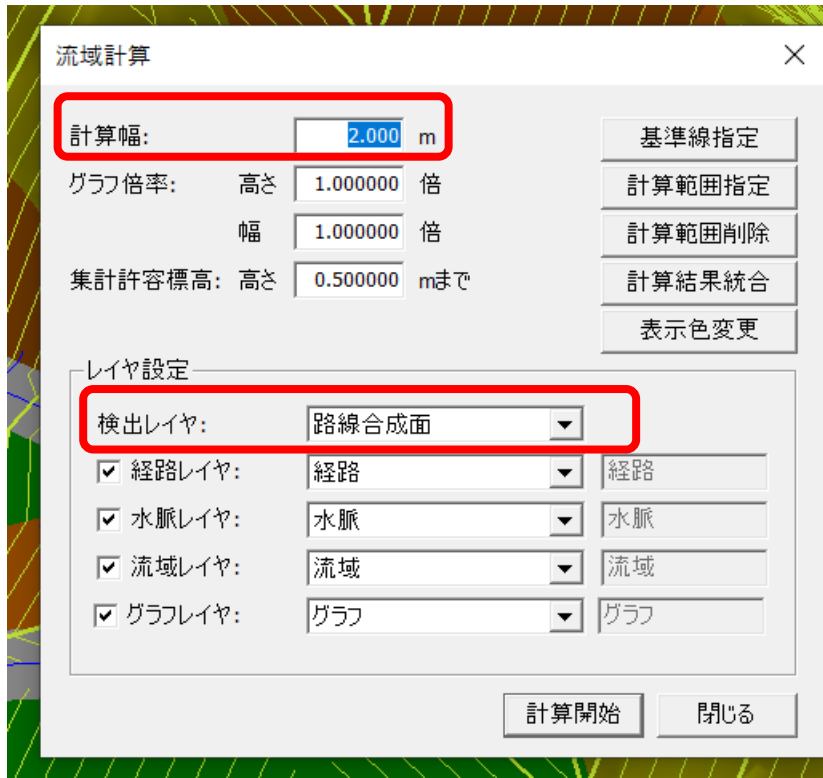 流域計算
計算幅: 2.000 m 基準線指定
グラフ倍率: 高さ 1.000000 倍 計算範囲指定
幅 1.000000 倍 計算範囲削除
集計許容標高: 高さ 0.500000 mまで 計算結果統合
表示色変更
レイヤ設定
検出レイヤ: 路線合成面
経路レイヤ: 経路 経路
水脈レイヤ: 水脈 水脈
流域レイヤ: 流域 流域
グラフレイヤ: グラフ グラフ
計算開始 閉じる